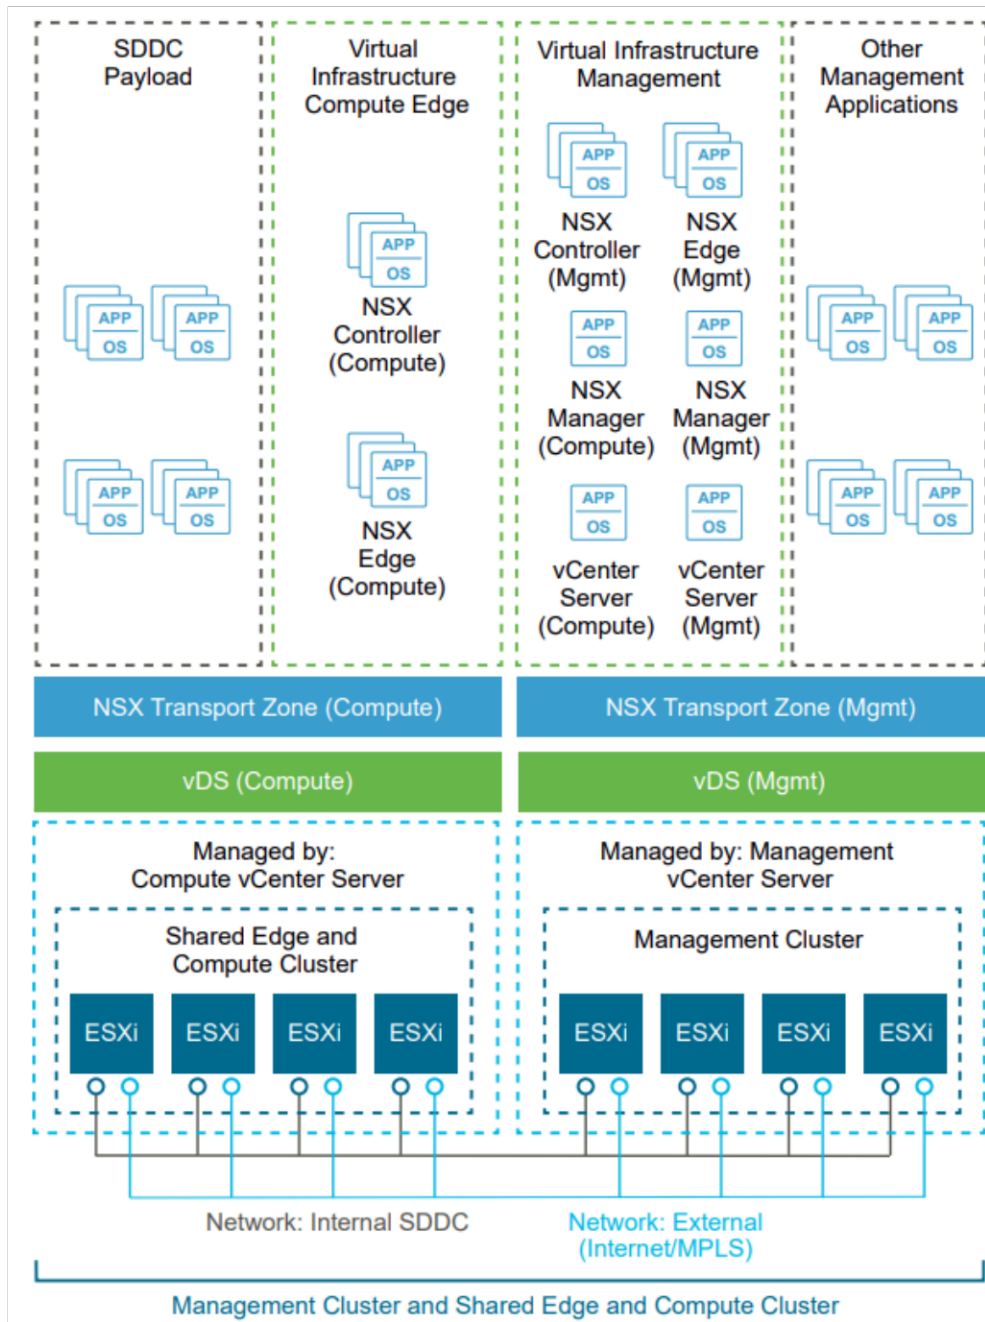 SDDC
Payload
Virtual
Infrastructure
Compute Edge
Virtual Infrastructure
Management
Other
Management
Applications
APP
OS
APP
OS
NSX
Controller
(Mgmt)
NSX
Edge
(Mgmt)
APP
OS
NSX
Controller
(Compute)
APP
OS
APP
OS
APP
OS
APP
OS
NSX
Manager
(Compute)
NSX
Manager
(Mgmt)
APP
OS
APP
OS
APP
OS
NSX
Edge
(Compute)
APP
OS
APP
OS
APP
OS
APP
OS
vCenter
Server
(Compute)
vCenter
Server
(Mgmt)
APP
OS
APP
OS
NSX Transport Zone (Compute)
NSX Transport Zone (Mgmt)
vDS (Compute)
vDS (Mgmt)
Managed by:
Compute vCenter Server
Managed by: Management
vCenter Server
Shared Edge and
Compute Cluster
Management Cluster
ESXi
ESXi
ESXi
ESXi
ESXi
ESXi
ESXi
ESXi
Network: Internal SDDC
Network: External
(Internet/MPLS)
Management Cluster and Shared Edge and Compute Cluster